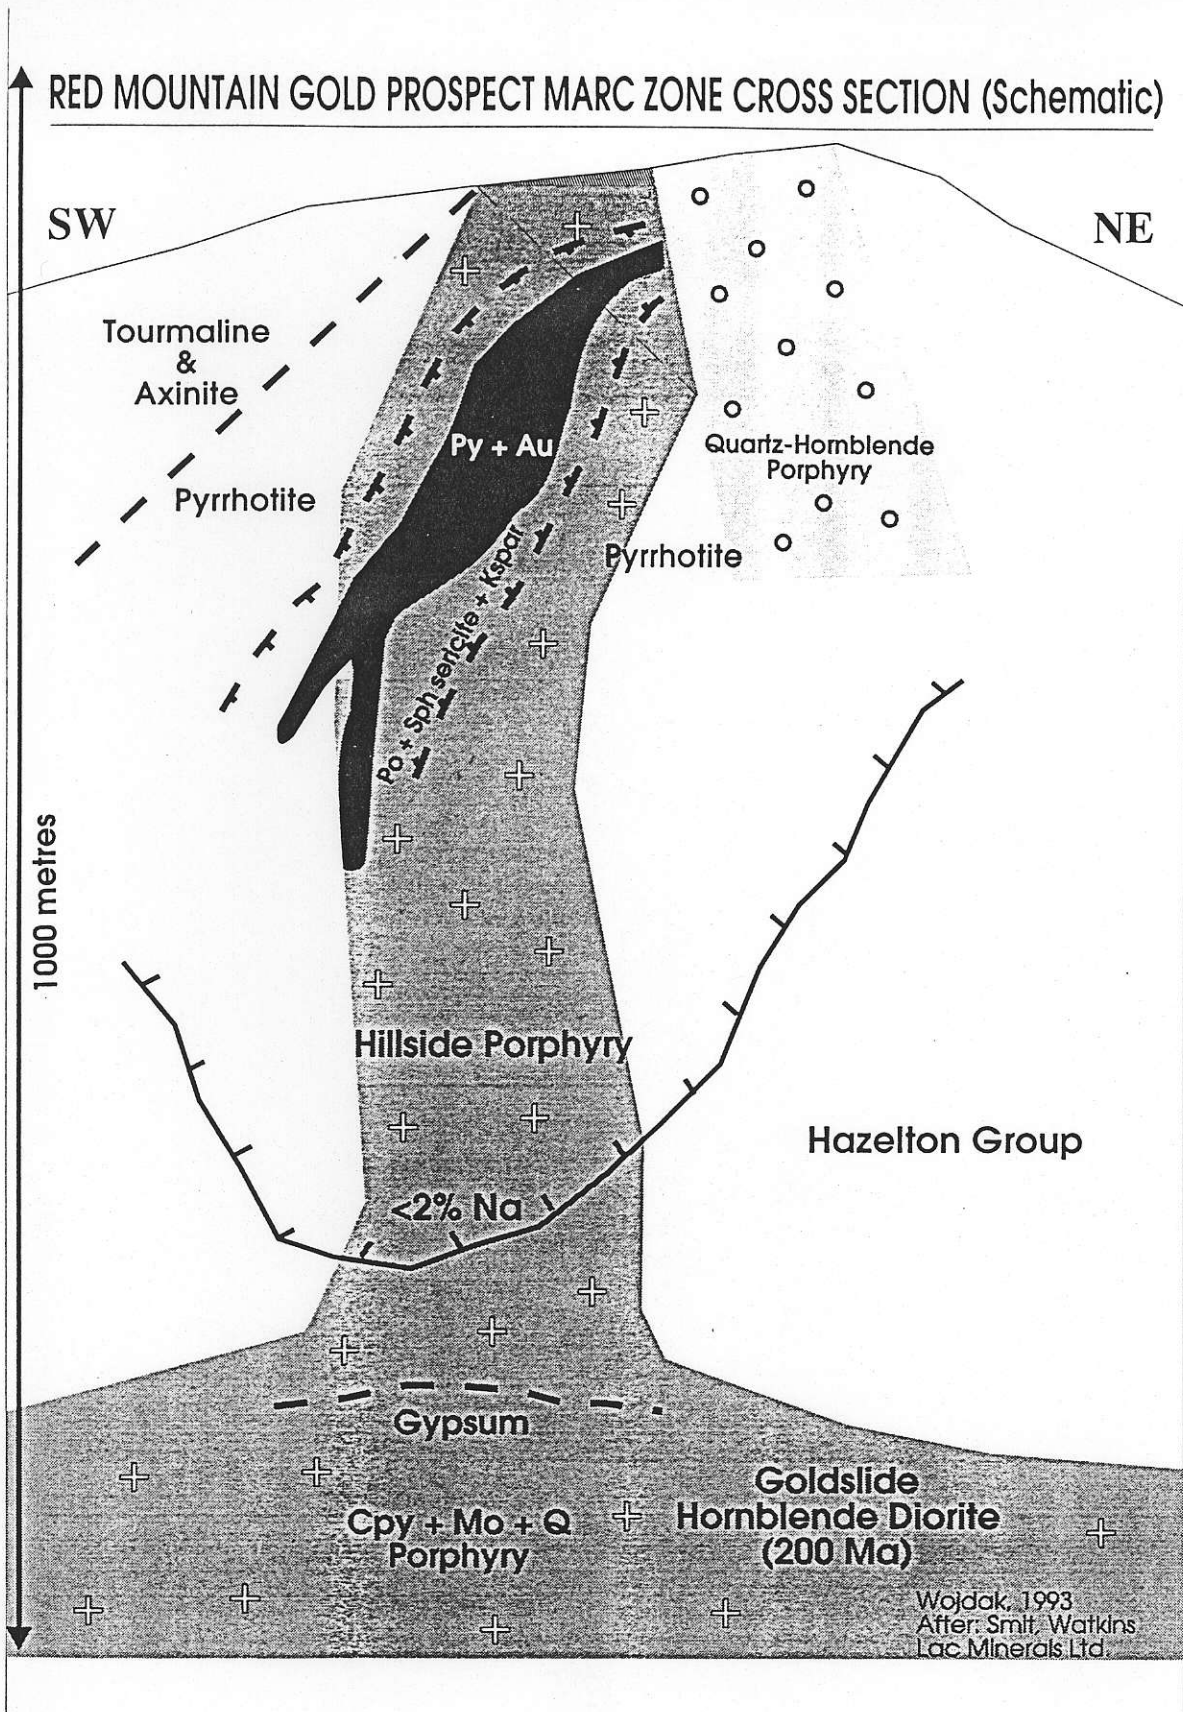 RED MOUNTAIN GOLD PROSPECT MARC ZONE CROSS SECTION (Schematic)
SW
NE
Tourmaline
&
Axinite
Pyrrhotite
Py + Au
Quartz-Hornblende
Porphyry
Pyrrhotite
Po + Sph sericite + Kspar
1000 metres
Hillside Porphyry
Hazelton Group
<2% Na
Gypsum
Cpy + Mo + Q
Porphyry
Goldslide
Hornblende Diorite
(200 Ma)
Wojdak, 1993
After: Smit, Watkins
Lac Minerals Ltd.